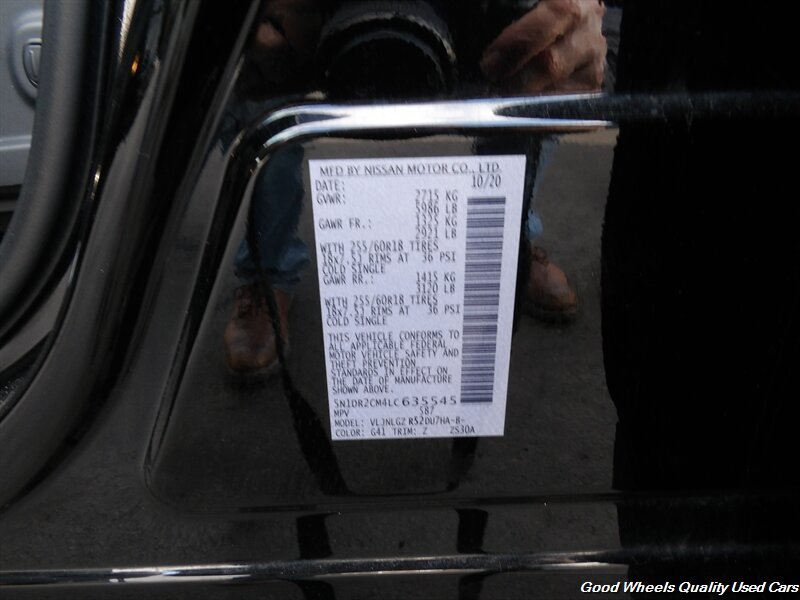 MFD BY NISSAN MOTOR CO., LTD.
DATE: 10/20
GVWR: 2715 KG
5986 LB
GAWR FR.: 1325 KG
2921 LB
WITH 255/60R18 TIRES
18x7.5J RIMS AT 36 PSI
COLD SINGLE
GAWR RR.: 1415 KG
3120 LB
WITH 255/60R18 TIRES
18x7.5J RIMS AT 36 PSI
COLD SINGLE
THIS VEHICLE CONFORMS TO
ALL APPLICABLE FEDERAL
MOTOR VEHICLE SAFETY AND
THEFT PREVENTION
STANDARDS IN EFFECT ON
THE DATE OF MANUFACTURE
SHOWN ABOVE.
5N1DR2CM4LC635545
MPV S87
MODEL: VLJNLGZ R52DU7HA-B-
COLOR: G41 TRIM: Z ZS30A
Good Wheels Quality Used Cars